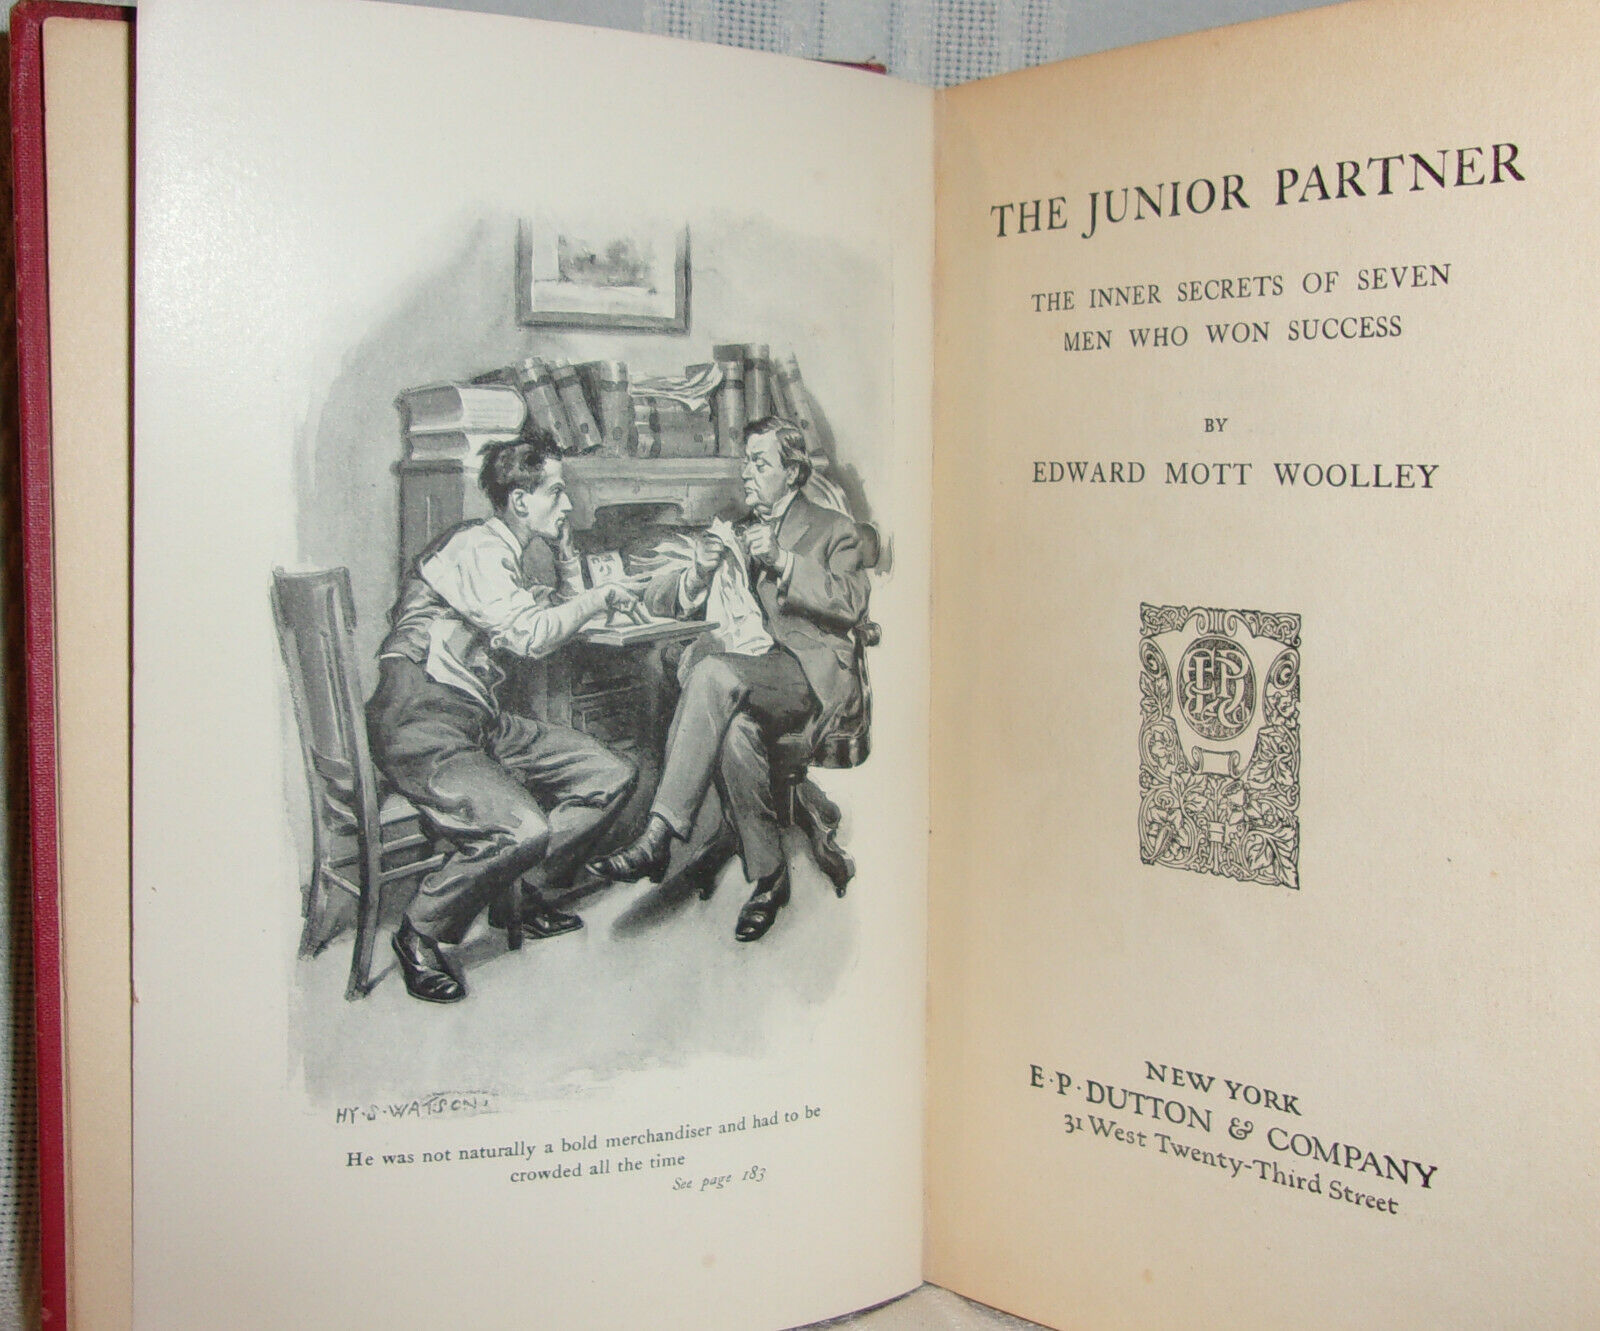 HY·S·WATSON.
He was not naturally a bold merchandiser and had to be
crowded all the time
See page 183
THE JUNIOR PARTNER
THE INNER SECRETS OF SEVEN
MEN WHO WON SUCCESS
BY
EDWARD MOTT WOOLLEY
NEW YORK
E·P·DUTTON & COMPANY
31 West Twenty-Third Street